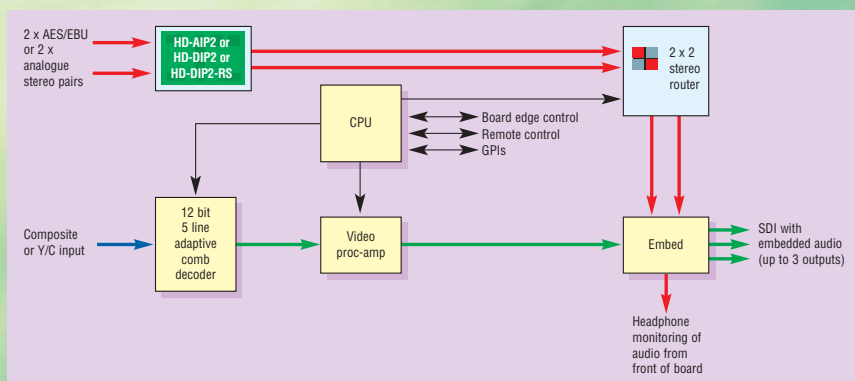 2 x AES/EBU
or 2 x
analogue
stereo pairs
HD-AIP2 or
HD-DIP2 or
HD-DIP2-RS
2 x 2
stereo
router
CPU
Board edge control
Remote control
GPIs
Composite
or Y/C input
12 bit
5 line
adaptive
comb
decoder
Video
proc-amp
Embed
SDI with
embedded audio
(up to 3 outputs)
Headphone
monitoring of
audio from
front of board